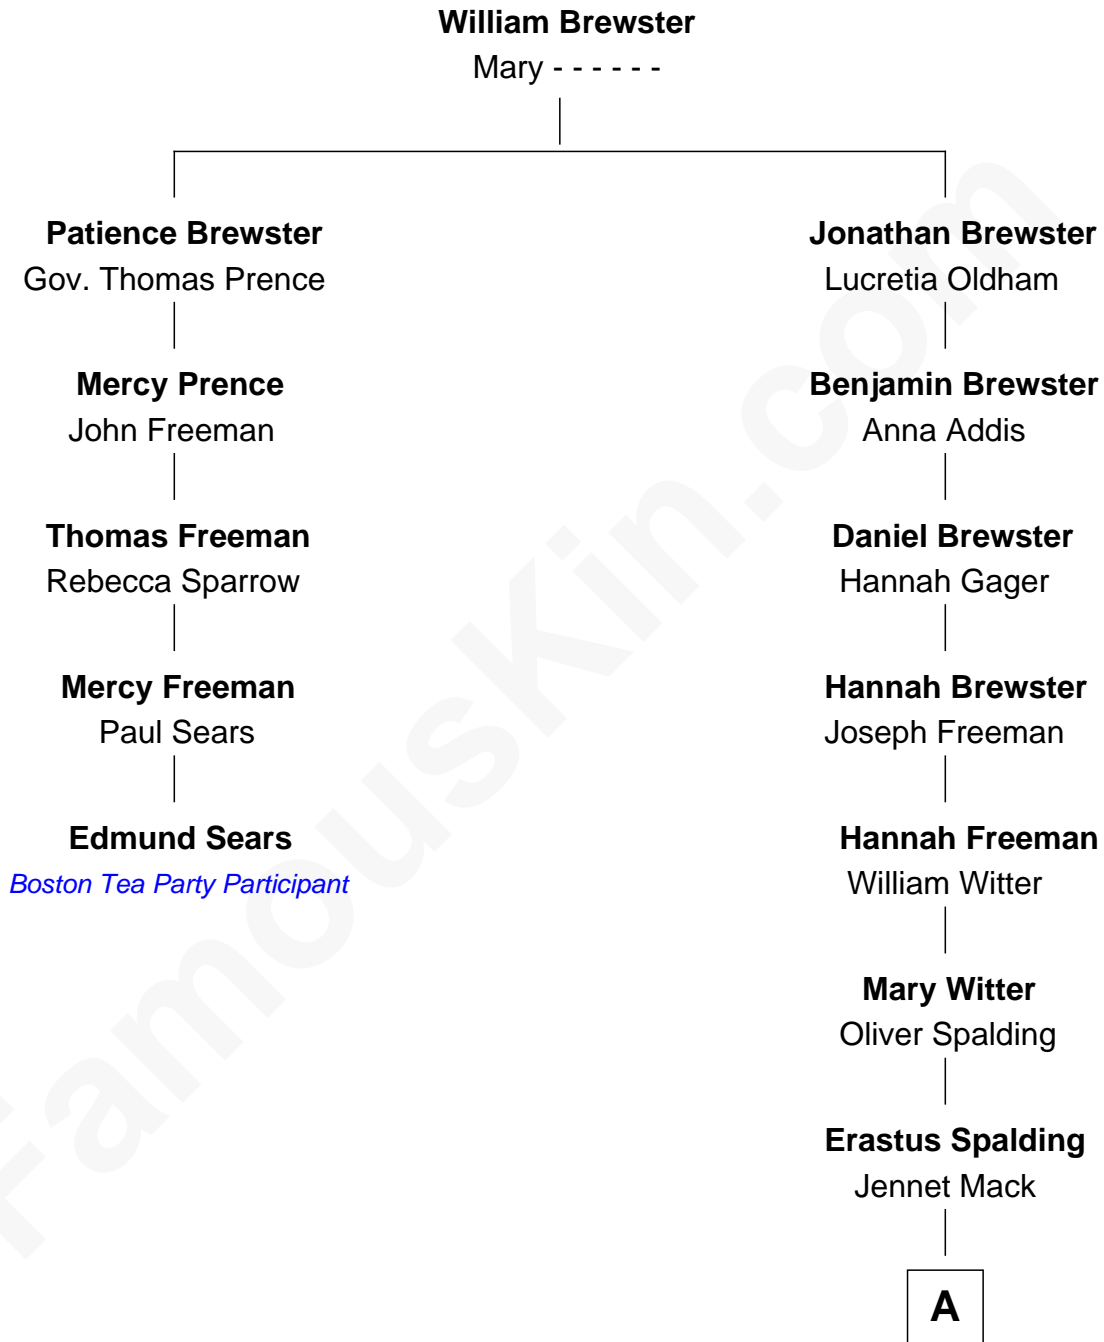 William Brewster
Mary - - - - - -
Patience Brewster
Gov. Thomas Prence
Jonathan Brewster
Lucretia Oldham
Mercy Prence
John Freeman
Benjamin Brewster
Anna Addis
Thomas Freeman
Rebecca Sparrow
Daniel Brewster
Hannah Gager
Mercy Freeman
Paul Sears
Hannah Brewster
Joseph Freeman
Edmund Sears
Boston Tea Party Participant
Hannah Freeman
William Witter
Mary Witter
Oliver Spalding
Erastus Spalding
Jennet Mack
A
FamousKin.com